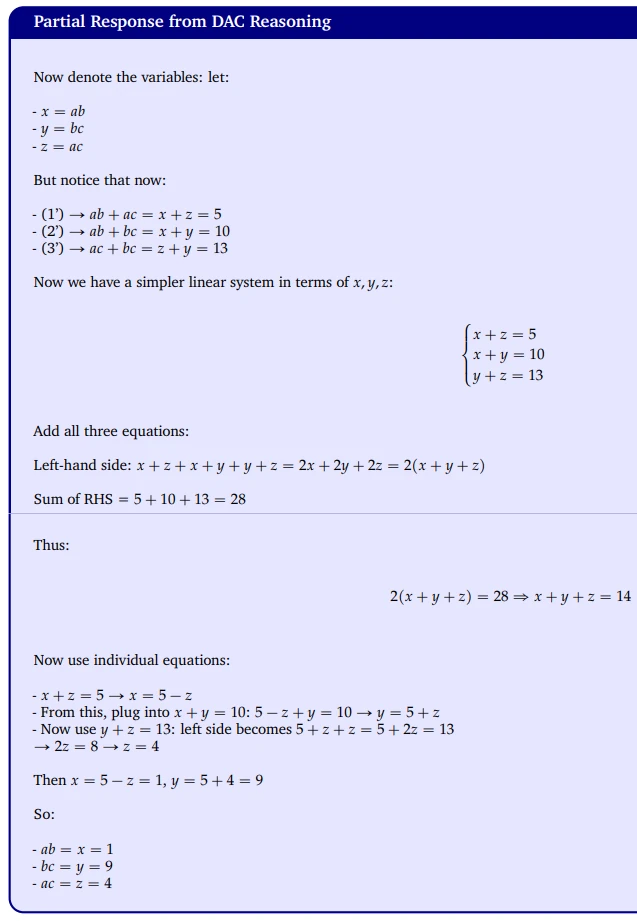 Partial Response from DAC Reasoning
Now denote the variables: let:
- x = ab
- y = bc
- z = ac
But notice that now:
- (1’) → ab + ac = x + z = 5
- (2’) → ab + bc = x + y = 10
- (3’) → ac + bc = z + y = 13
Now we have a simpler linear system in terms of x, y, z:
x + z = 5
x + y = 10
y + z = 13
Add all three equations:
Left-hand side: x + z + x + y + y + z = 2x + 2y + 2z = 2(x + y + z)
Sum of RHS = 5 + 10 + 13 = 28
Thus:
2(x + y + z) = 28 ⇒ x + y + z = 14
Now use individual equations:
- x + z = 5 → x = 5 − z
- From this, plug into x + y = 10: 5 − z + y = 10 → y = 5 + z
- Now use y + z = 13: left side becomes 5 + z + z = 5 + 2z = 13
→ 2z = 8 → z = 4
Then x = 5 − z = 1, y = 5 + 4 = 9
So:
- ab = x = 1
- bc = y = 9
- ac = z = 4